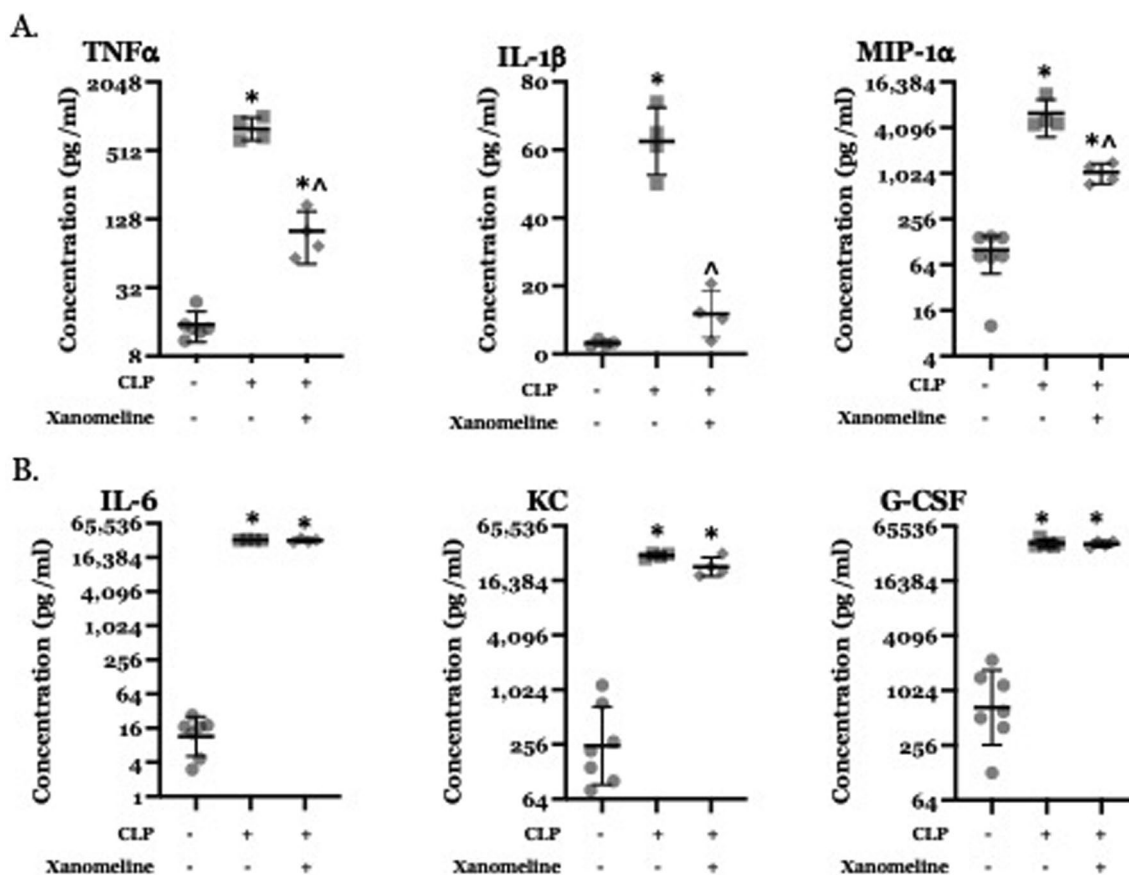 A.
TNFα IL-1β MIP-1α
Concentration (pg/ml)
2048
512
128
32
8
*
*^
CLP - + +
Xanomeline - - +
Concentration (pg/ml)
80
60
40
20
0
*
^
CLP - + +
Xanomeline - - +
Concentration (pg/ml)
16,384
4,096
1,024
256
64
16
4
*
*^
CLP - + +
Xanomeline - - +
B.
IL-6 KC G-CSF
Concentration (pg/ml)
65,536
16,384
4,096
1,024
256
64
16
4
1
* *
CLP - + +
Xanomeline - - +
Concentration (pg/ml)
65,536
16,384
4,096
1,024
256
64
* *
CLP - + +
Xanomeline - - +
Concentration (pg/ml)
65536
16384
4096
1024
256
64
* *
CLP - + +
Xanomeline - - +